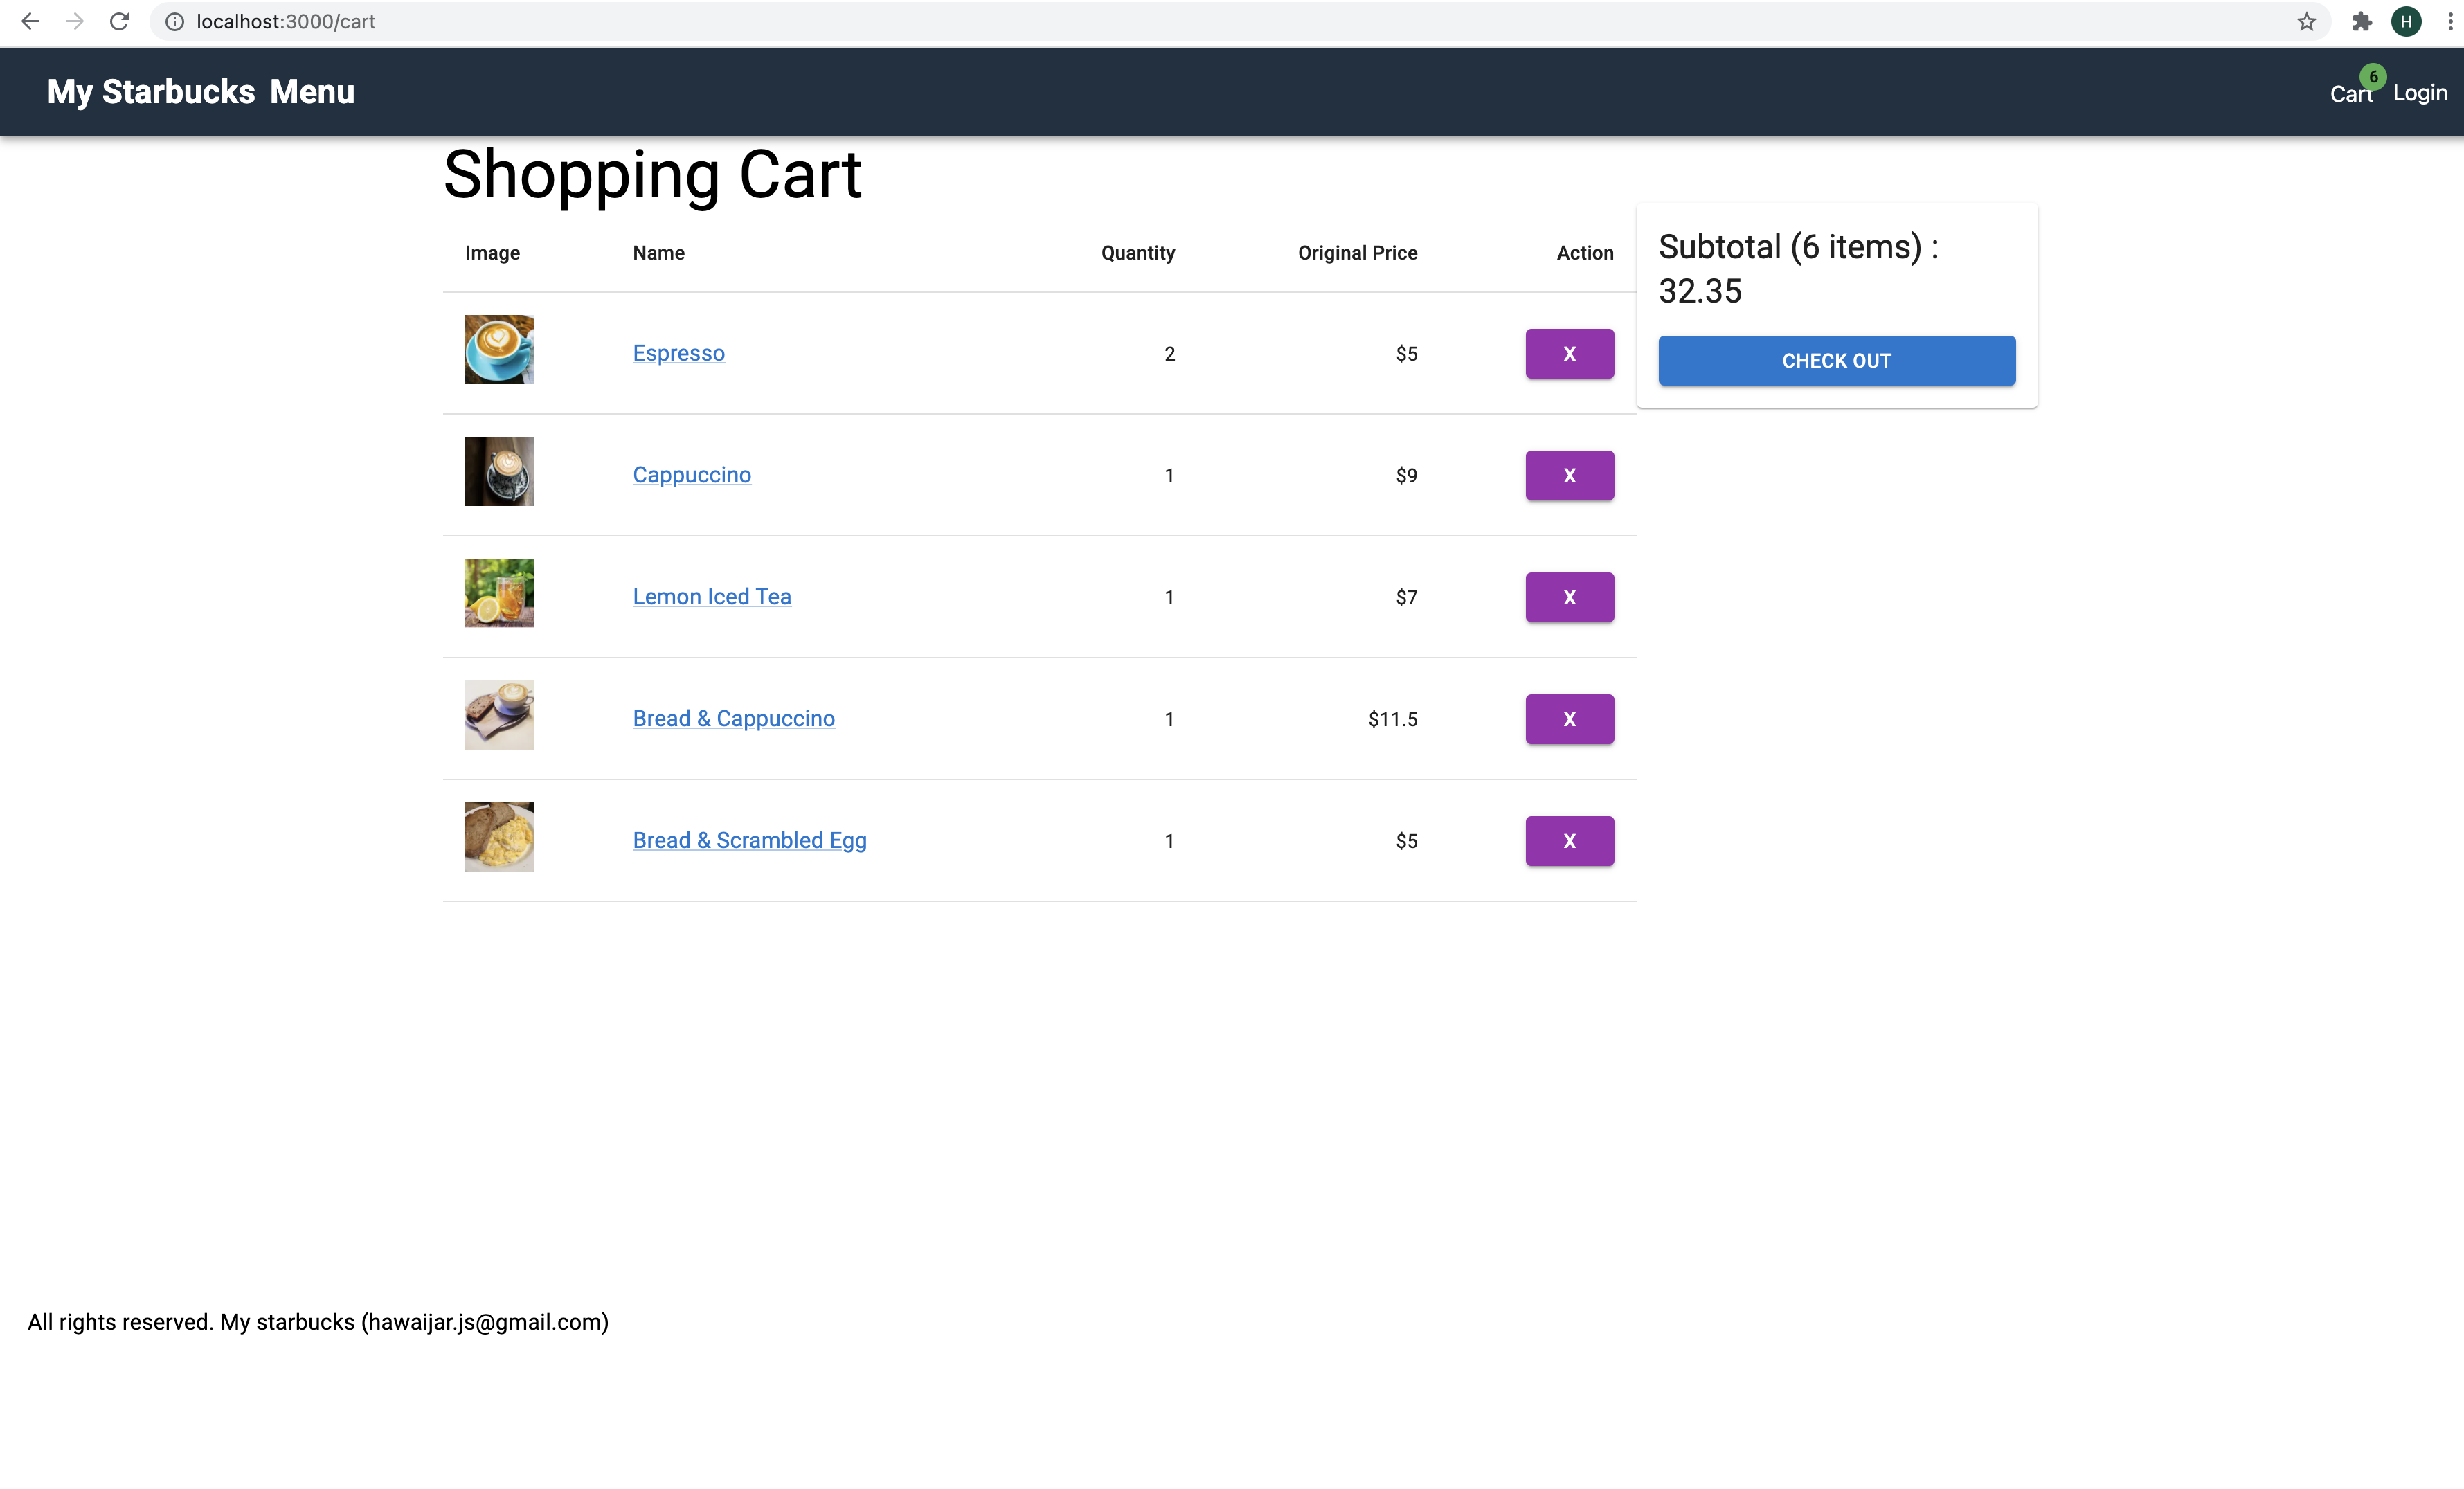 localhost:3000/cart
H
My Starbucks Menu
Cart 6 Login
Shopping Cart
Image Name Quantity Original Price Action
Espresso 2 $5 X
Cappuccino 1 $9 X
Lemon Iced Tea 1 $7 X
Bread & Cappuccino 1 $11.5 X
Bread & Scrambled Egg 1 $5 X
Subtotal (6 items) :
32.35
CHECK OUT
All rights reserved. My starbucks (hawaijar.js@gmail.com)